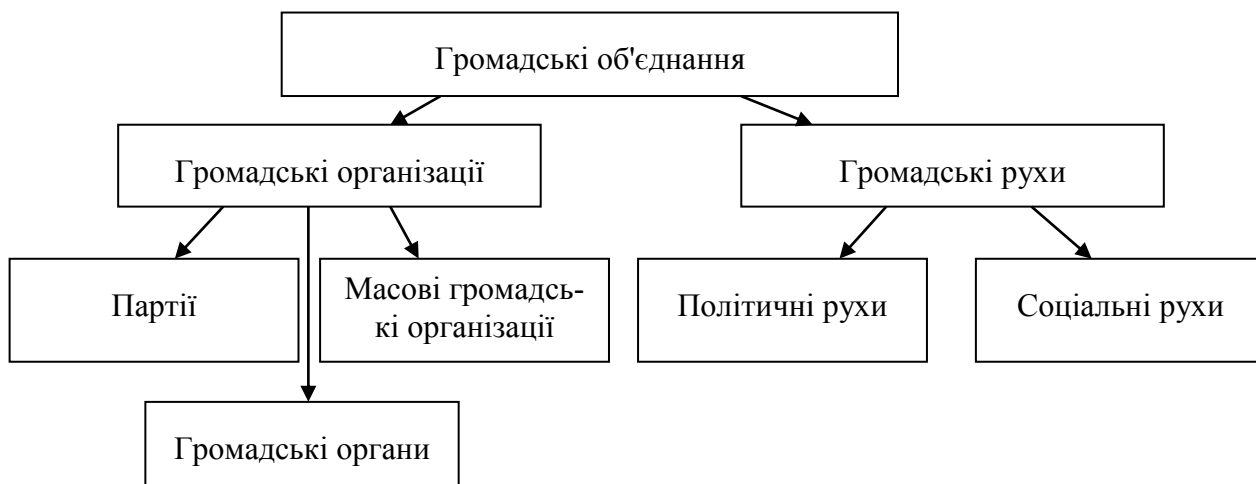 Громадські об'єднання
Громадські організації
Громадські рухи
Партії
Масові громадсь-
кі організації
Політичні рухи
Соціальні рухи
Громадські органи